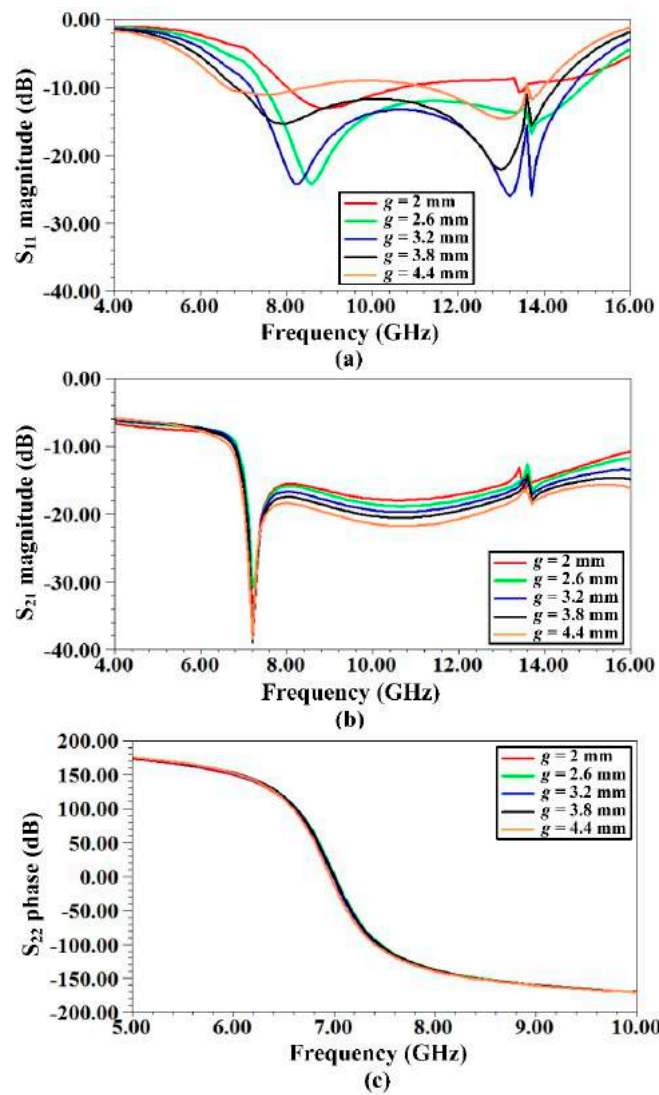 0.00
-10.00
-20.00
-30.00
-40.00
S11 magnitude (dB)
g = 2 mm
g = 2.6 mm
g = 3.2 mm
g = 3.8 mm
g = 4.4 mm
4.00 6.00 8.00 10.00 12.00 14.00 16.00
Frequency (GHz)
(a)
0.00
-10.00
-20.00
-30.00
-40.00
S21 magnitude (dB)
g = 2 mm
g = 2.6 mm
g = 3.2 mm
g = 3.8 mm
g = 4.4 mm
4.00 6.00 8.00 10.00 12.00 14.00 16.00
Frequency (GHz)
(b)
200.00
150.00
100.00
50.00
0.00
-50.00
-100.00
-150.00
-200.00
S22 phase (dB)
g = 2 mm
g = 2.6 mm
g = 3.2 mm
g = 3.8 mm
g = 4.4 mm
5.00 6.00 7.00 8.00 9.00 10.00
Frequency (GHz)
(c)